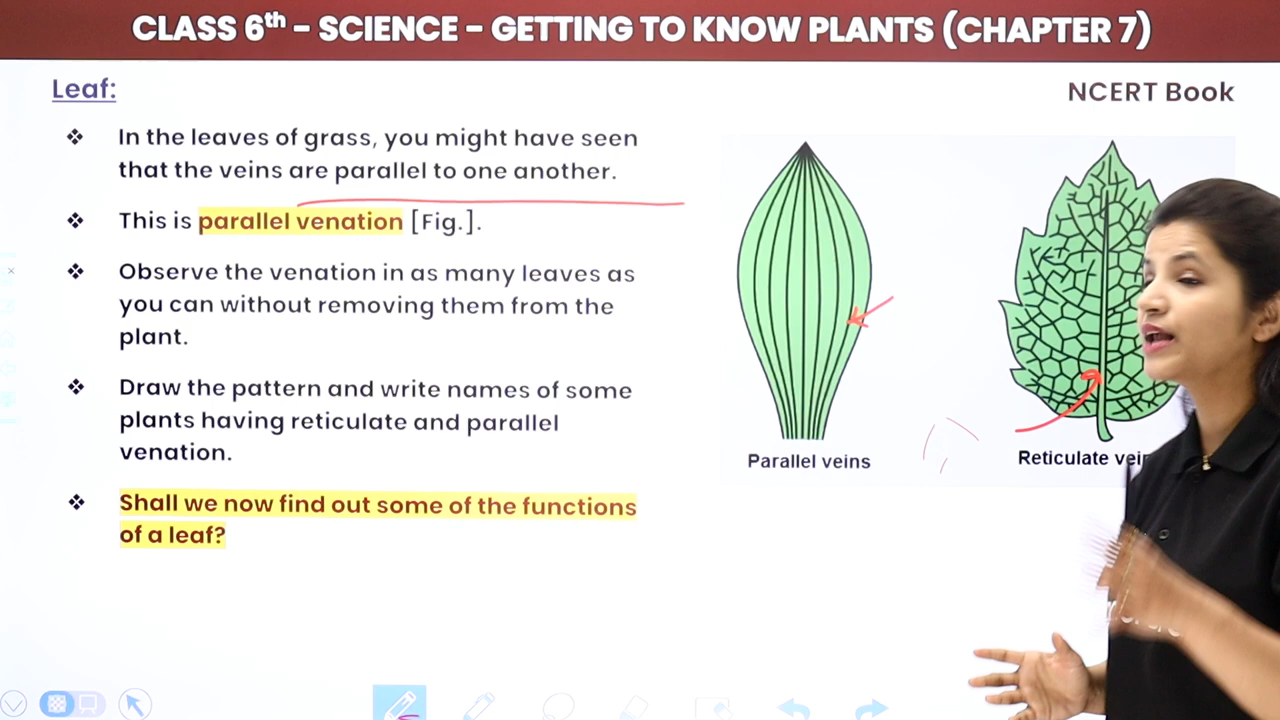 CLASS 6th – SCIENCE – GETTING TO KNOW PLANTS (CHAPTER 7)
Leaf:
NCERT Book
❖ In the leaves of grass, you might have seen
that the veins are parallel to one another.
❖ This is parallel venation [Fig.].
❖ Observe the venation in as many leaves as
you can without removing them from the
plant.
❖ Draw the pattern and write names of some
plants having reticulate and parallel
venation.
❖ Shall we now find out some of the functions
of a leaf?
Parallel veins
Reticulate